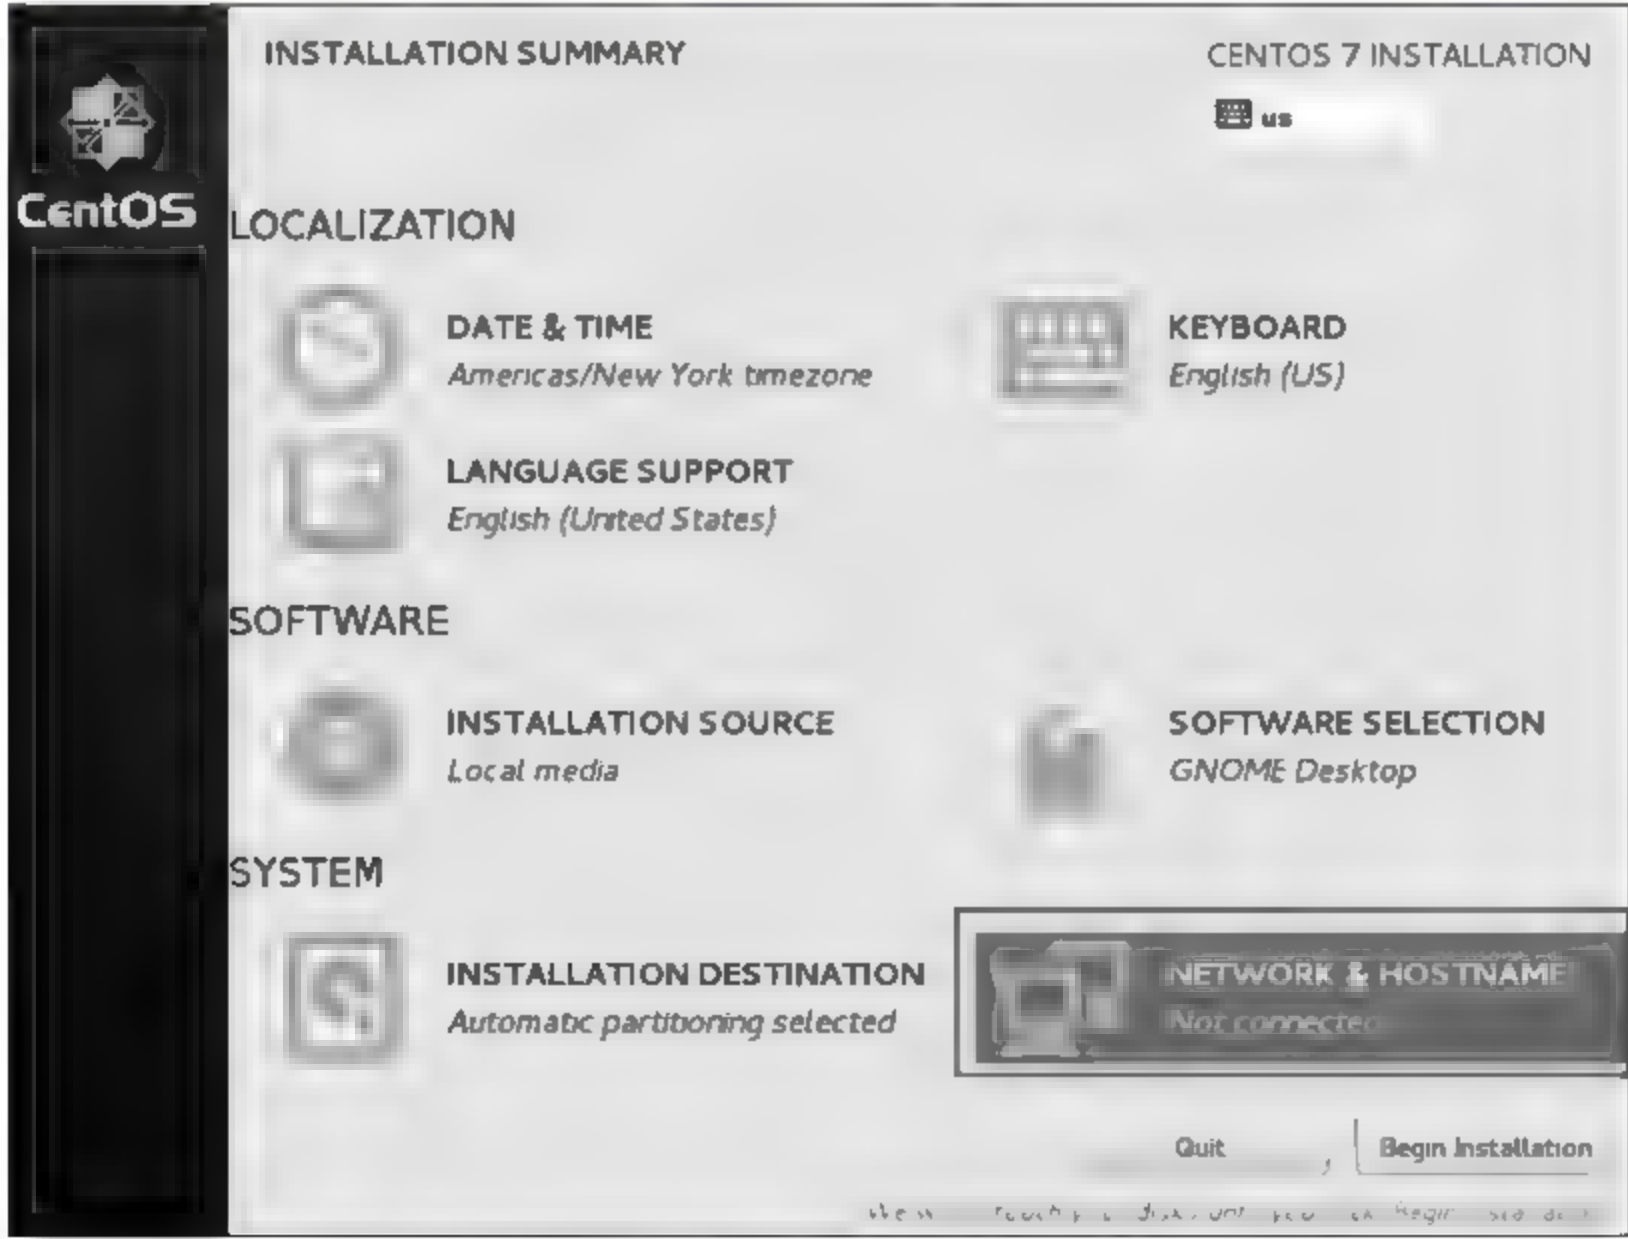 INSTALLATION SUMMARY
CENTOS 7 INSTALLATION
us
CentOS
LOCALIZATION
DATE & TIME
Americas/New York timezone
KEYBOARD
English (US)
LANGUAGE SUPPORT
English (United States)
SOFTWARE
INSTALLATION SOURCE
Local media
SOFTWARE SELECTION
GNOME Desktop
SYSTEM
INSTALLATION DESTINATION
Automatic partitioning selected
NETWORK & HOSTNAME
Not connected
Quit
Begin Installation